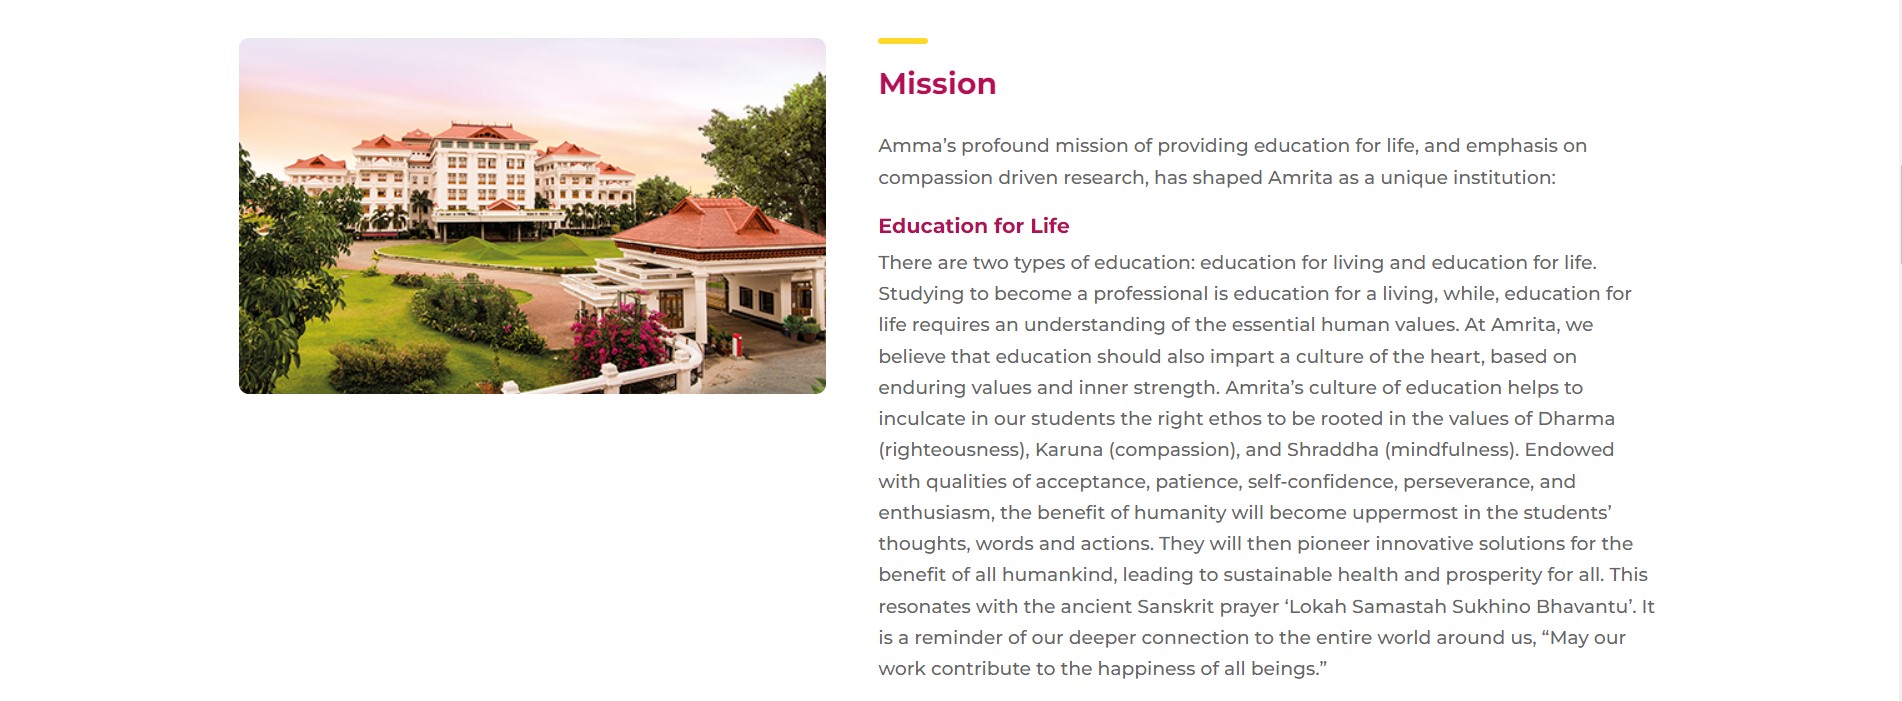 Mission
Amma’s profound mission of providing education for life, and emphasis on
compassion driven research, has shaped Amrita as a unique institution:
Education for Life
There are two types of education: education for living and education for life.
Studying to become a professional is education for a living, while, education for
life requires an understanding of the essential human values. At Amrita, we
believe that education should also impart a culture of the heart, based on
enduring values and inner strength. Amrita’s culture of education helps to
inculcate in our students the right ethos to be rooted in the values of Dharma
(righteousness), Karuna (compassion), and Shraddha (mindfulness). Endowed
with qualities of acceptance, patience, self-confidence, perseverance, and
enthusiasm, the benefit of humanity will become uppermost in the students’
thoughts, words and actions. They will then pioneer innovative solutions for the
benefit of all humankind, leading to sustainable health and prosperity for all. This
resonates with the ancient Sanskrit prayer ‘Lokah Samastah Sukhino Bhavantu’. It
is a reminder of our deeper connection to the entire world around us, “May our
work contribute to the happiness of all beings.”